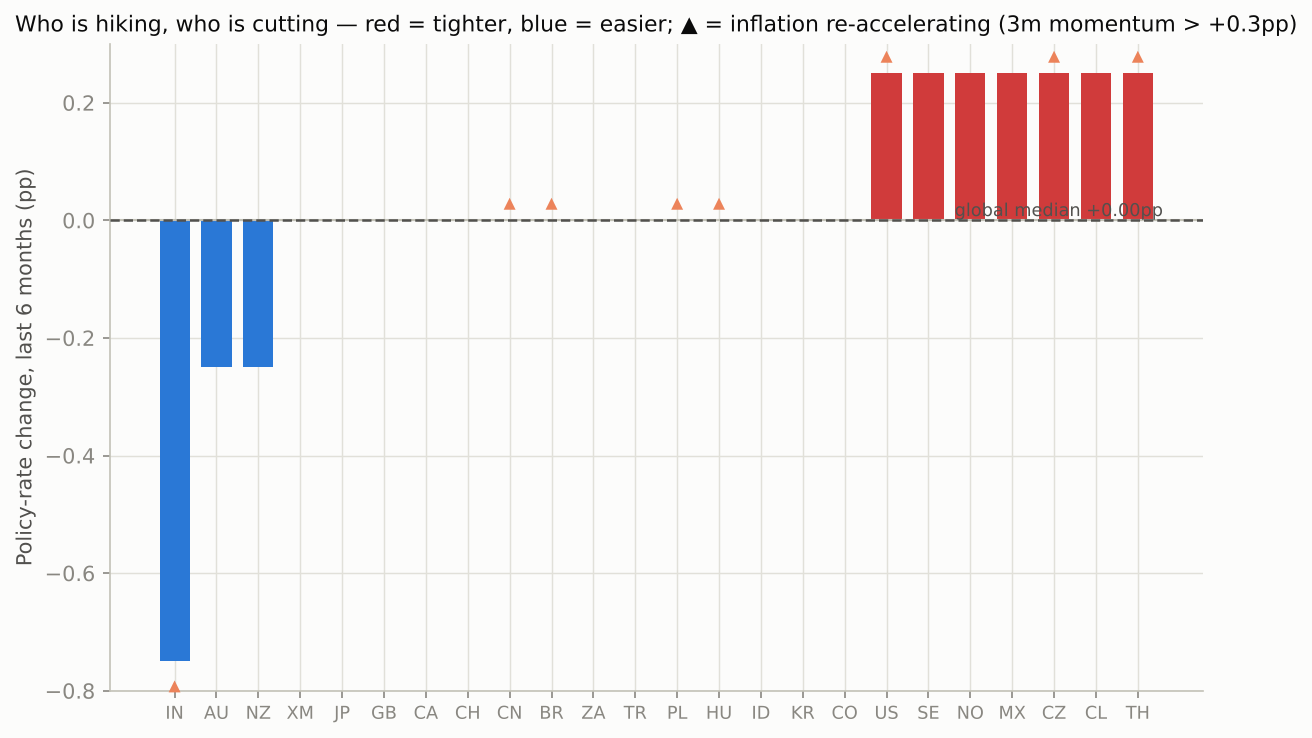 Who is hiking, who is cutting — red = tighter, blue = easier; ▲ = inflation re-accelerating (3m momentum > +0.3pp)
Policy-rate change, last 6 months (pp)
0.2
0.0
−0.2
−0.4
−0.6
−0.8
global median +0.00pp
IN AU NZ XM JP GB CA CH CN BR ZA TR PL HU ID KR CO US SE NO MX CZ CL TH